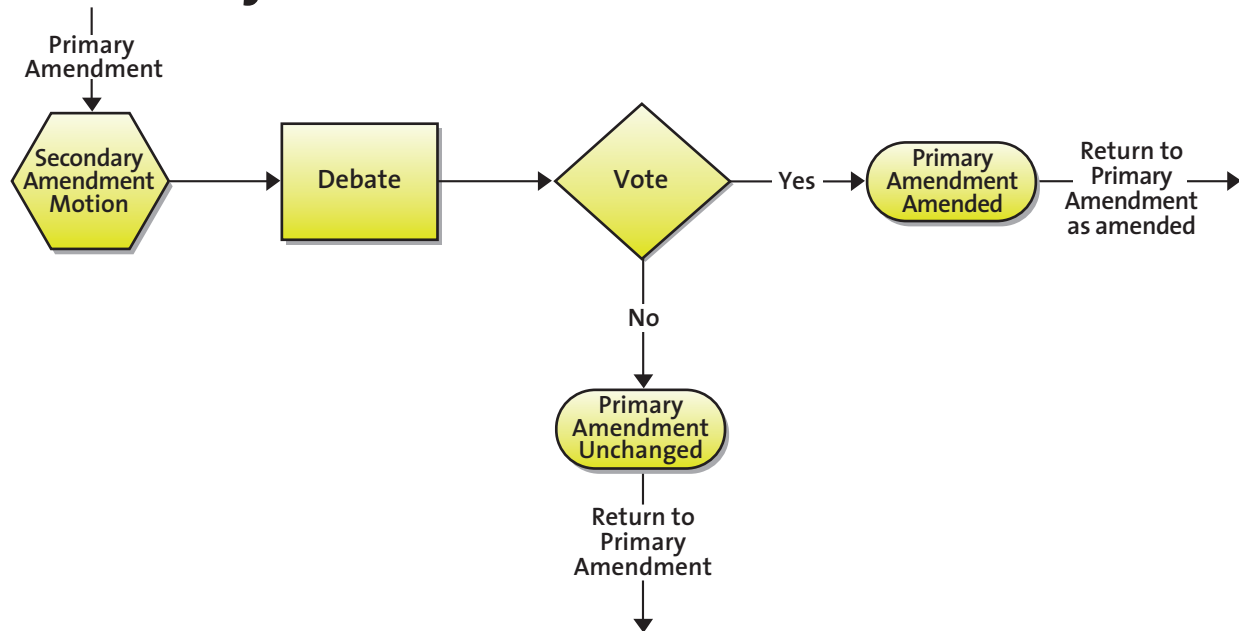 Primary
Amendment
Secondary
Amendment
Motion
Debate
Vote
Yes
Primary
Amendment
Amended
Return to
Primary
Amendment
as amended
No
Primary
Amendment
Unchanged
Return to
Primary
Amendment